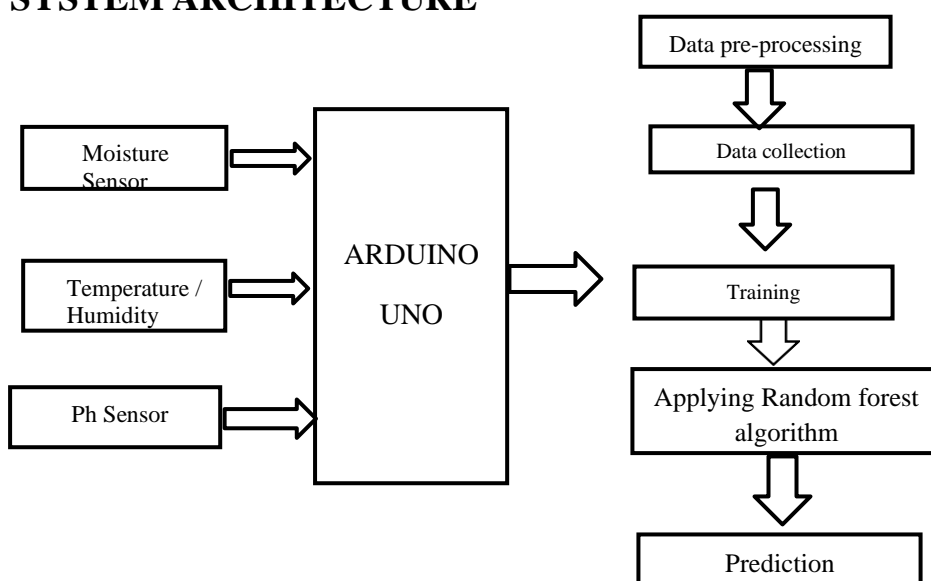 SYSTEM ARCHITECTURE
Data pre-processing
Moisture
Sensor
Data collection
ARDUINO
UNO
Temperature /
Humidity
Training
Ph Sensor
Applying Random forest
algorithm
Prediction